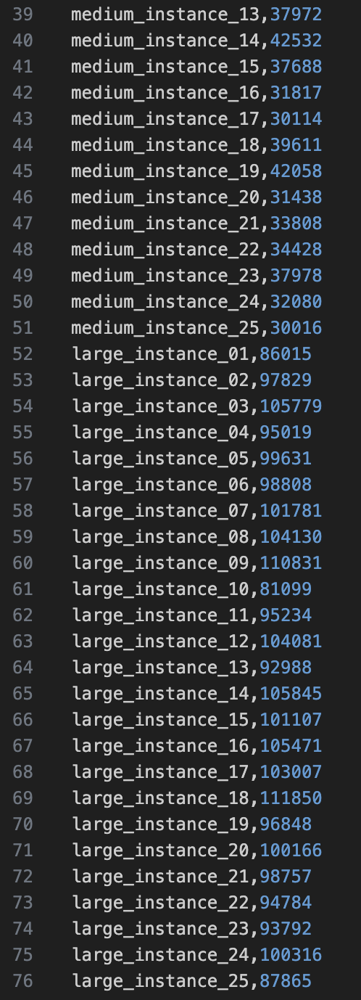 39 medium_instance_13,37972
40 medium_instance_14,42532
41 medium_instance_15,37688
42 medium_instance_16,31817
43 medium_instance_17,30114
44 medium_instance_18,39611
45 medium_instance_19,42058
46 medium_instance_20,31438
47 medium_instance_21,33808
48 medium_instance_22,34428
49 medium_instance_23,37978
50 medium_instance_24,32080
51 medium_instance_25,30016
52 large_instance_01,86015
53 large_instance_02,97829
54 large_instance_03,105779
55 large_instance_04,95019
56 large_instance_05,99631
57 large_instance_06,98808
58 large_instance_07,101781
59 large_instance_08,104130
60 large_instance_09,110831
61 large_instance_10,81099
62 large_instance_11,95234
63 large_instance_12,104081
64 large_instance_13,92988
65 large_instance_14,105845
66 large_instance_15,101107
67 large_instance_16,105471
68 large_instance_17,103007
69 large_instance_18,111850
70 large_instance_19,96848
71 large_instance_20,100166
72 large_instance_21,98757
73 large_instance_22,94784
74 large_instance_23,93792
75 large_instance_24,100316
76 large_instance_25,87865